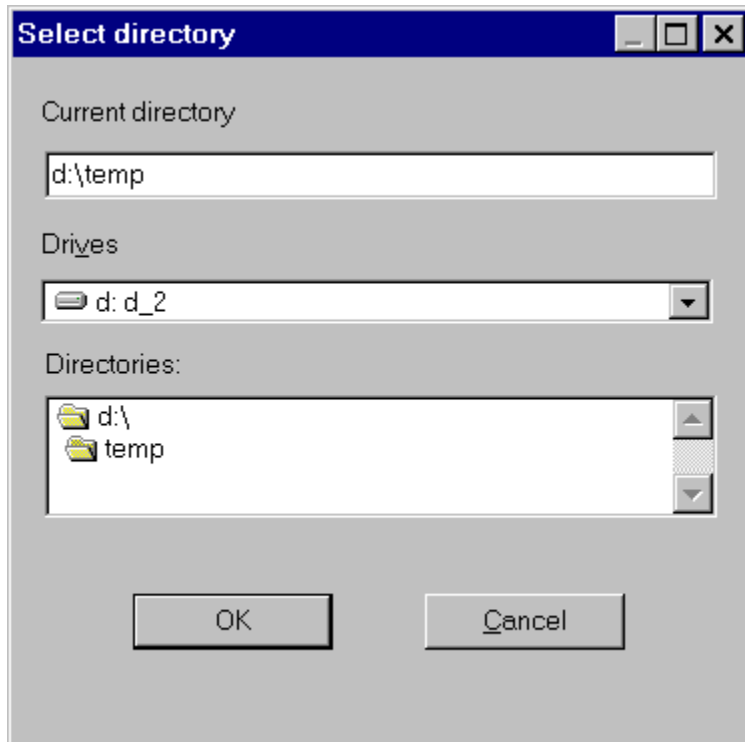 Select directory
Current directory
d:\temp
Drives
d: d_2
Directories:
d:\
temp
OK
Cancel